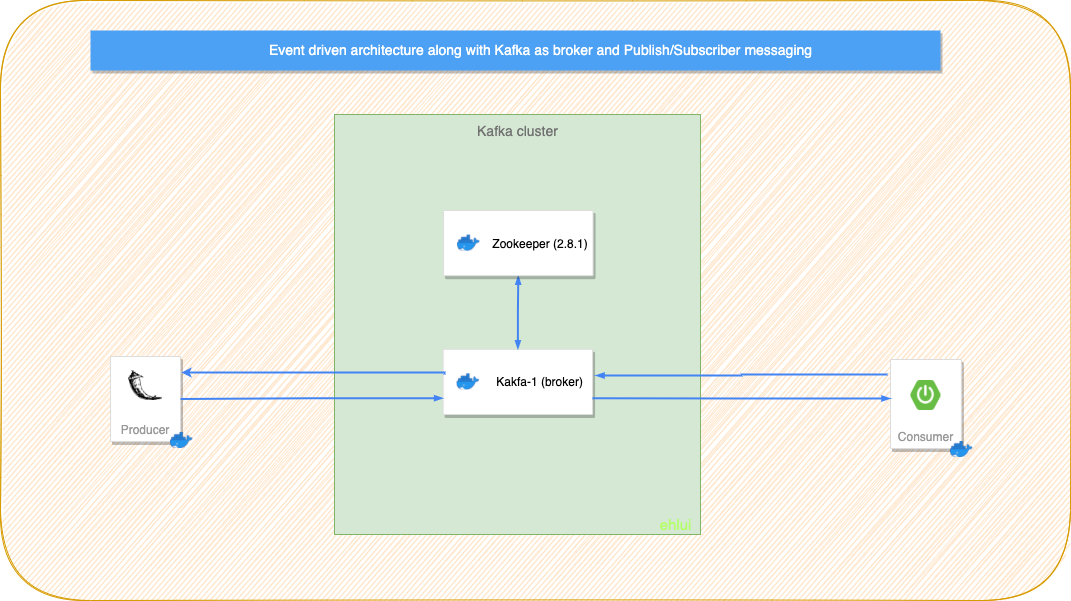 Event driven architecture along with Kafka as broker and Publish/Subscriber messaging
Kafka cluster
Zookeeper (2.8.1)
Kakfa-1 (broker)
Producer
Consumer
ehlui